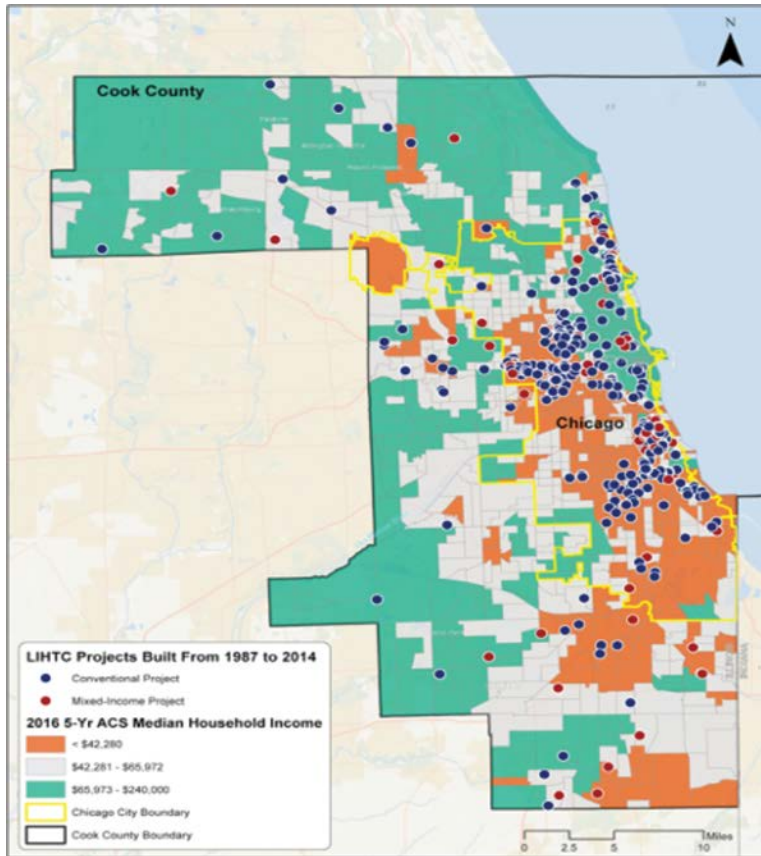 N
Cook County
Chicago
LIHTC Projects Built From 1987 to 2014
Conventional Project
Mixed-Income Project
2016 5-Yr ACS Median Household Income
< $42,280
$42,281 - $65,972
$65,973 - $240,000
Chicago City Boundary
Cook County Boundary
Miles
0 2.5 5 10